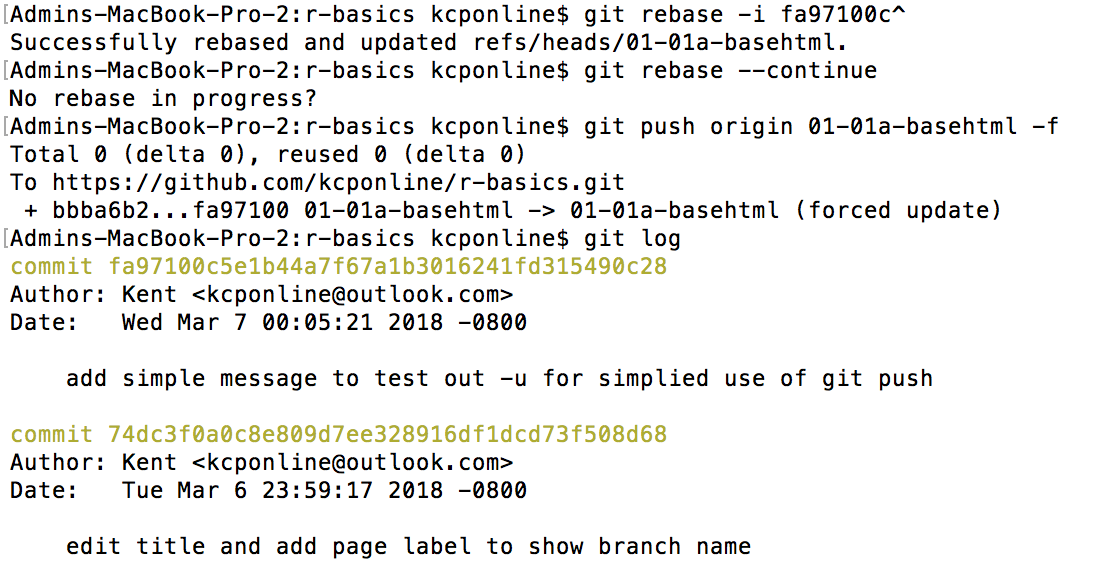 [Admins-MacBook-Pro-2:r-basics kcponline$ git rebase -i fa97100c^
Successfully rebased and updated refs/heads/01-01a-basehtml.
[Admins-MacBook-Pro-2:r-basics kcponline$ git rebase --continue
No rebase in progress?
[Admins-MacBook-Pro-2:r-basics kcponline$ git push origin 01-01a-basehtml -f
Total 0 (delta 0), reused 0 (delta 0)
To https://github.com/kcponline/r-basics.git
 + bbba6b2...fa97100 01-01a-basehtml -> 01-01a-basehtml (forced update)
[Admins-MacBook-Pro-2:r-basics kcponline$ git log
commit fa97100c5e1b44a7f67a1b3016241fd315490c28
Author: Kent <kcponline@outlook.com>
Date:   Wed Mar 7 00:05:21 2018 -0800

    add simple message to test out -u for simplied use of git push

commit 74dc3f0a0c8e809d7ee328916df1dcd73f508d68
Author: Kent <kcponline@outlook.com>
Date:   Tue Mar 6 23:59:17 2018 -0800

    edit title and add page label to show branch name